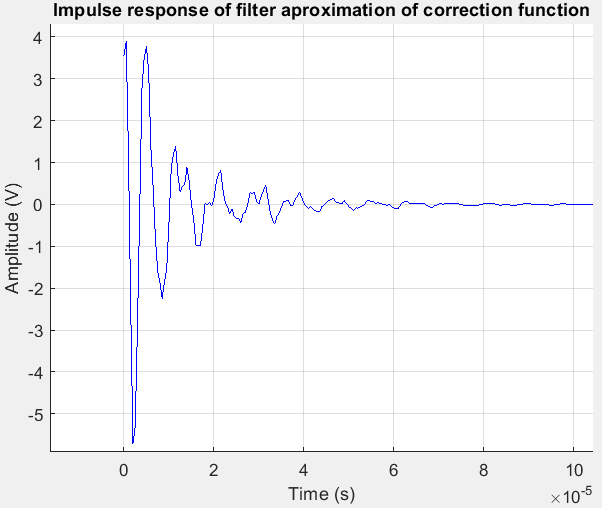 Impulse response of filter aproximation of correction function
4
3
2
1
0
-1
-2
-3
-4
-5
Amplitude (V)
0 2 4 6 8 10
Time (s)
×10-5